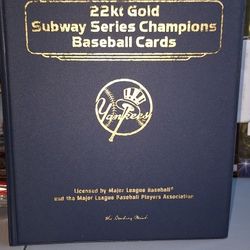 22kt Gold
Subway Series Champions
Baseball Cards
Yankees
Licensed by Major League Baseball®
and the Major League Baseball Players Association
The Danbury Mint